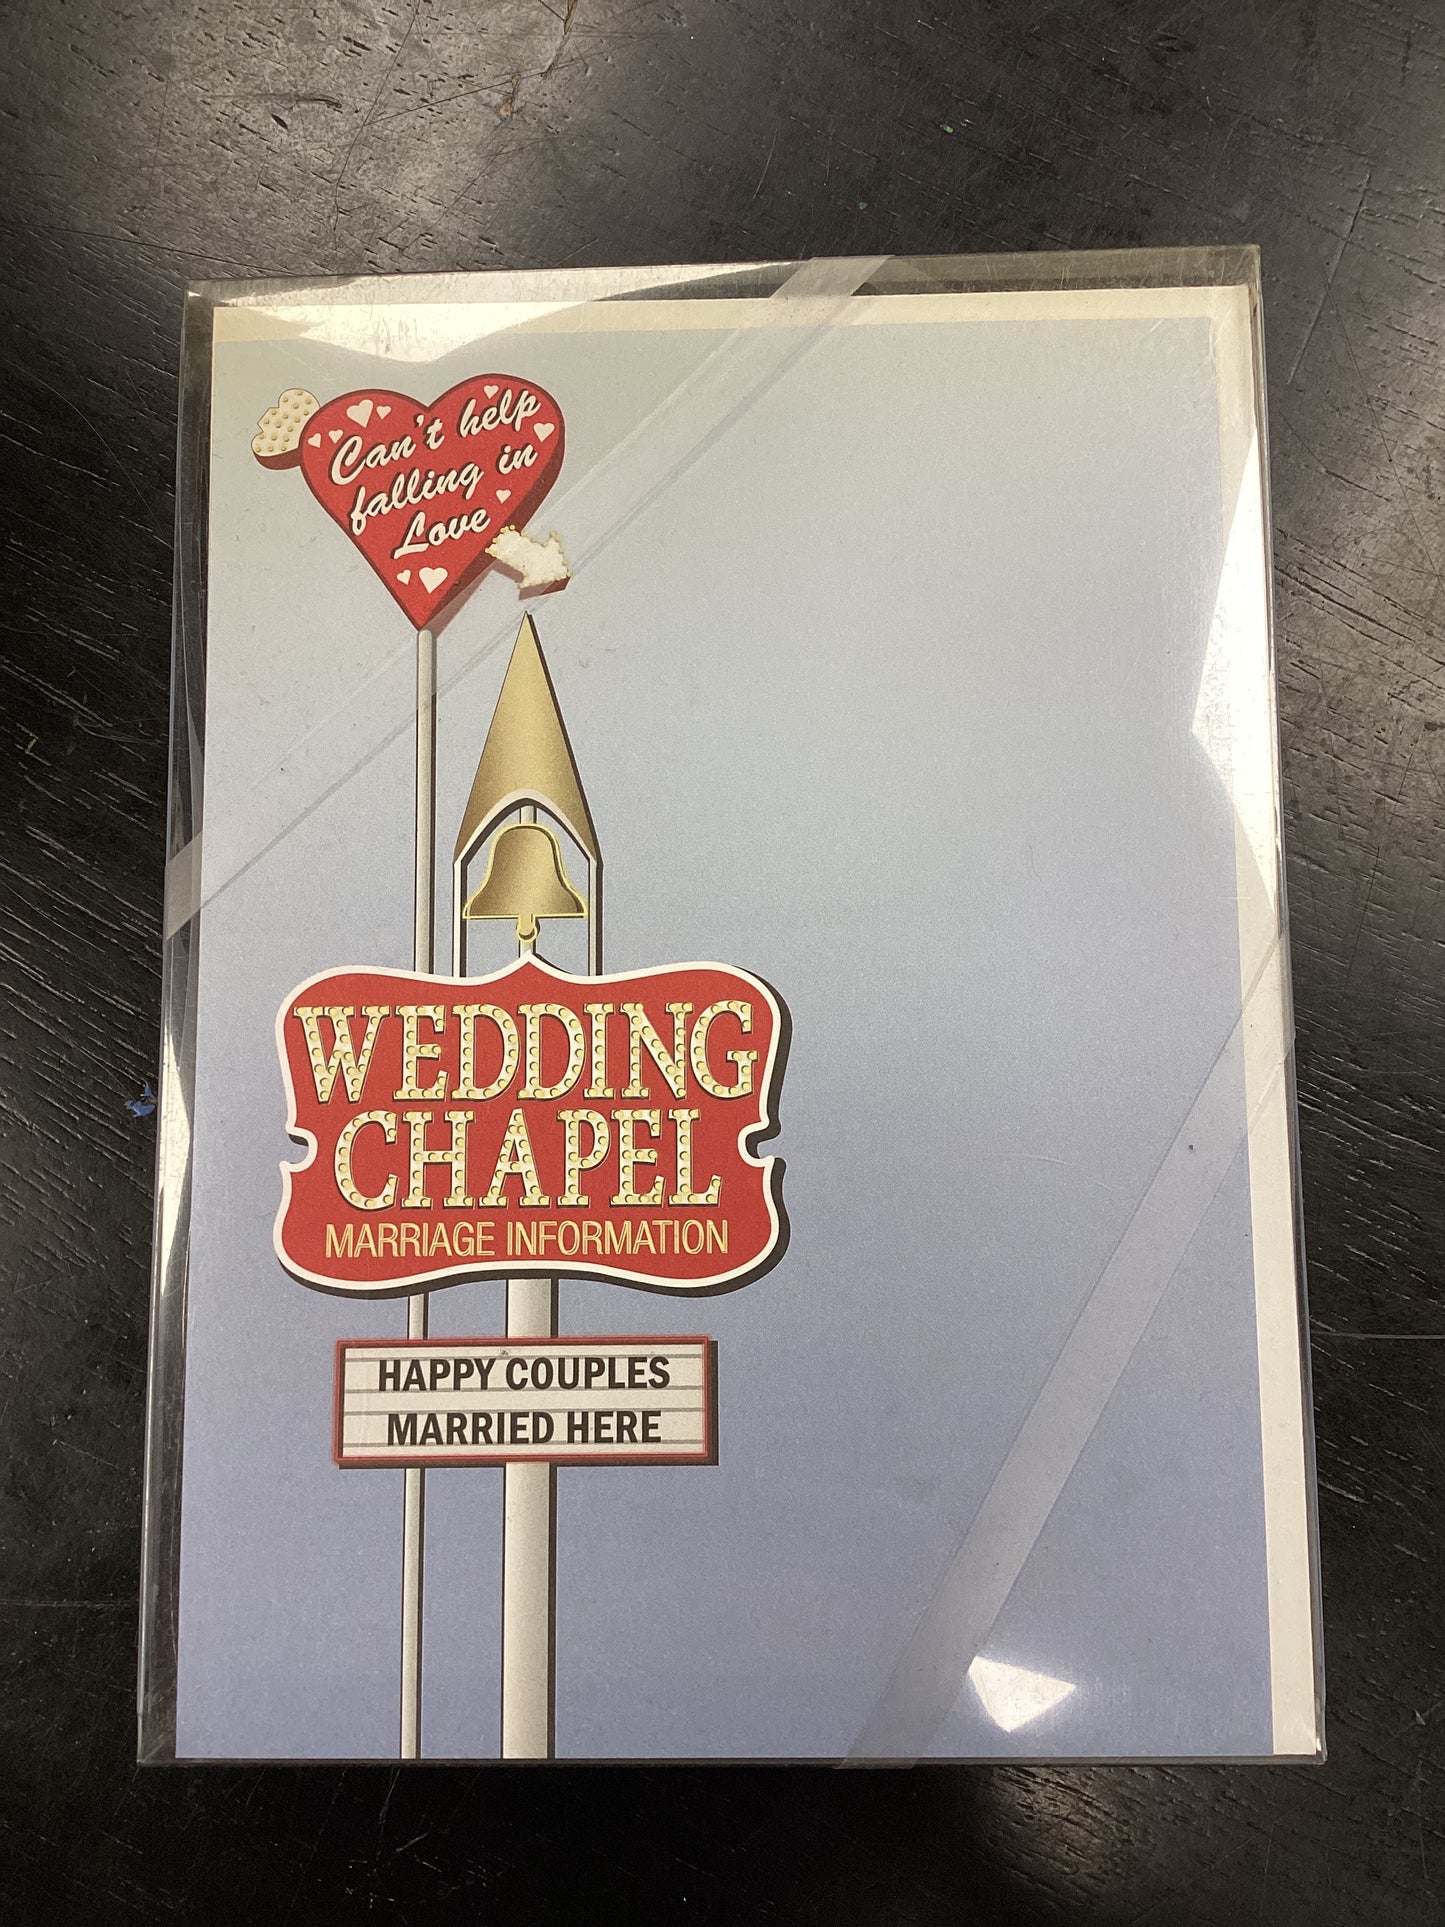 Can't help
falling in
Love
WEDDING
CHAPEL
MARRIAGE INFORMATION
HAPPY COUPLES
MARRIED HERE